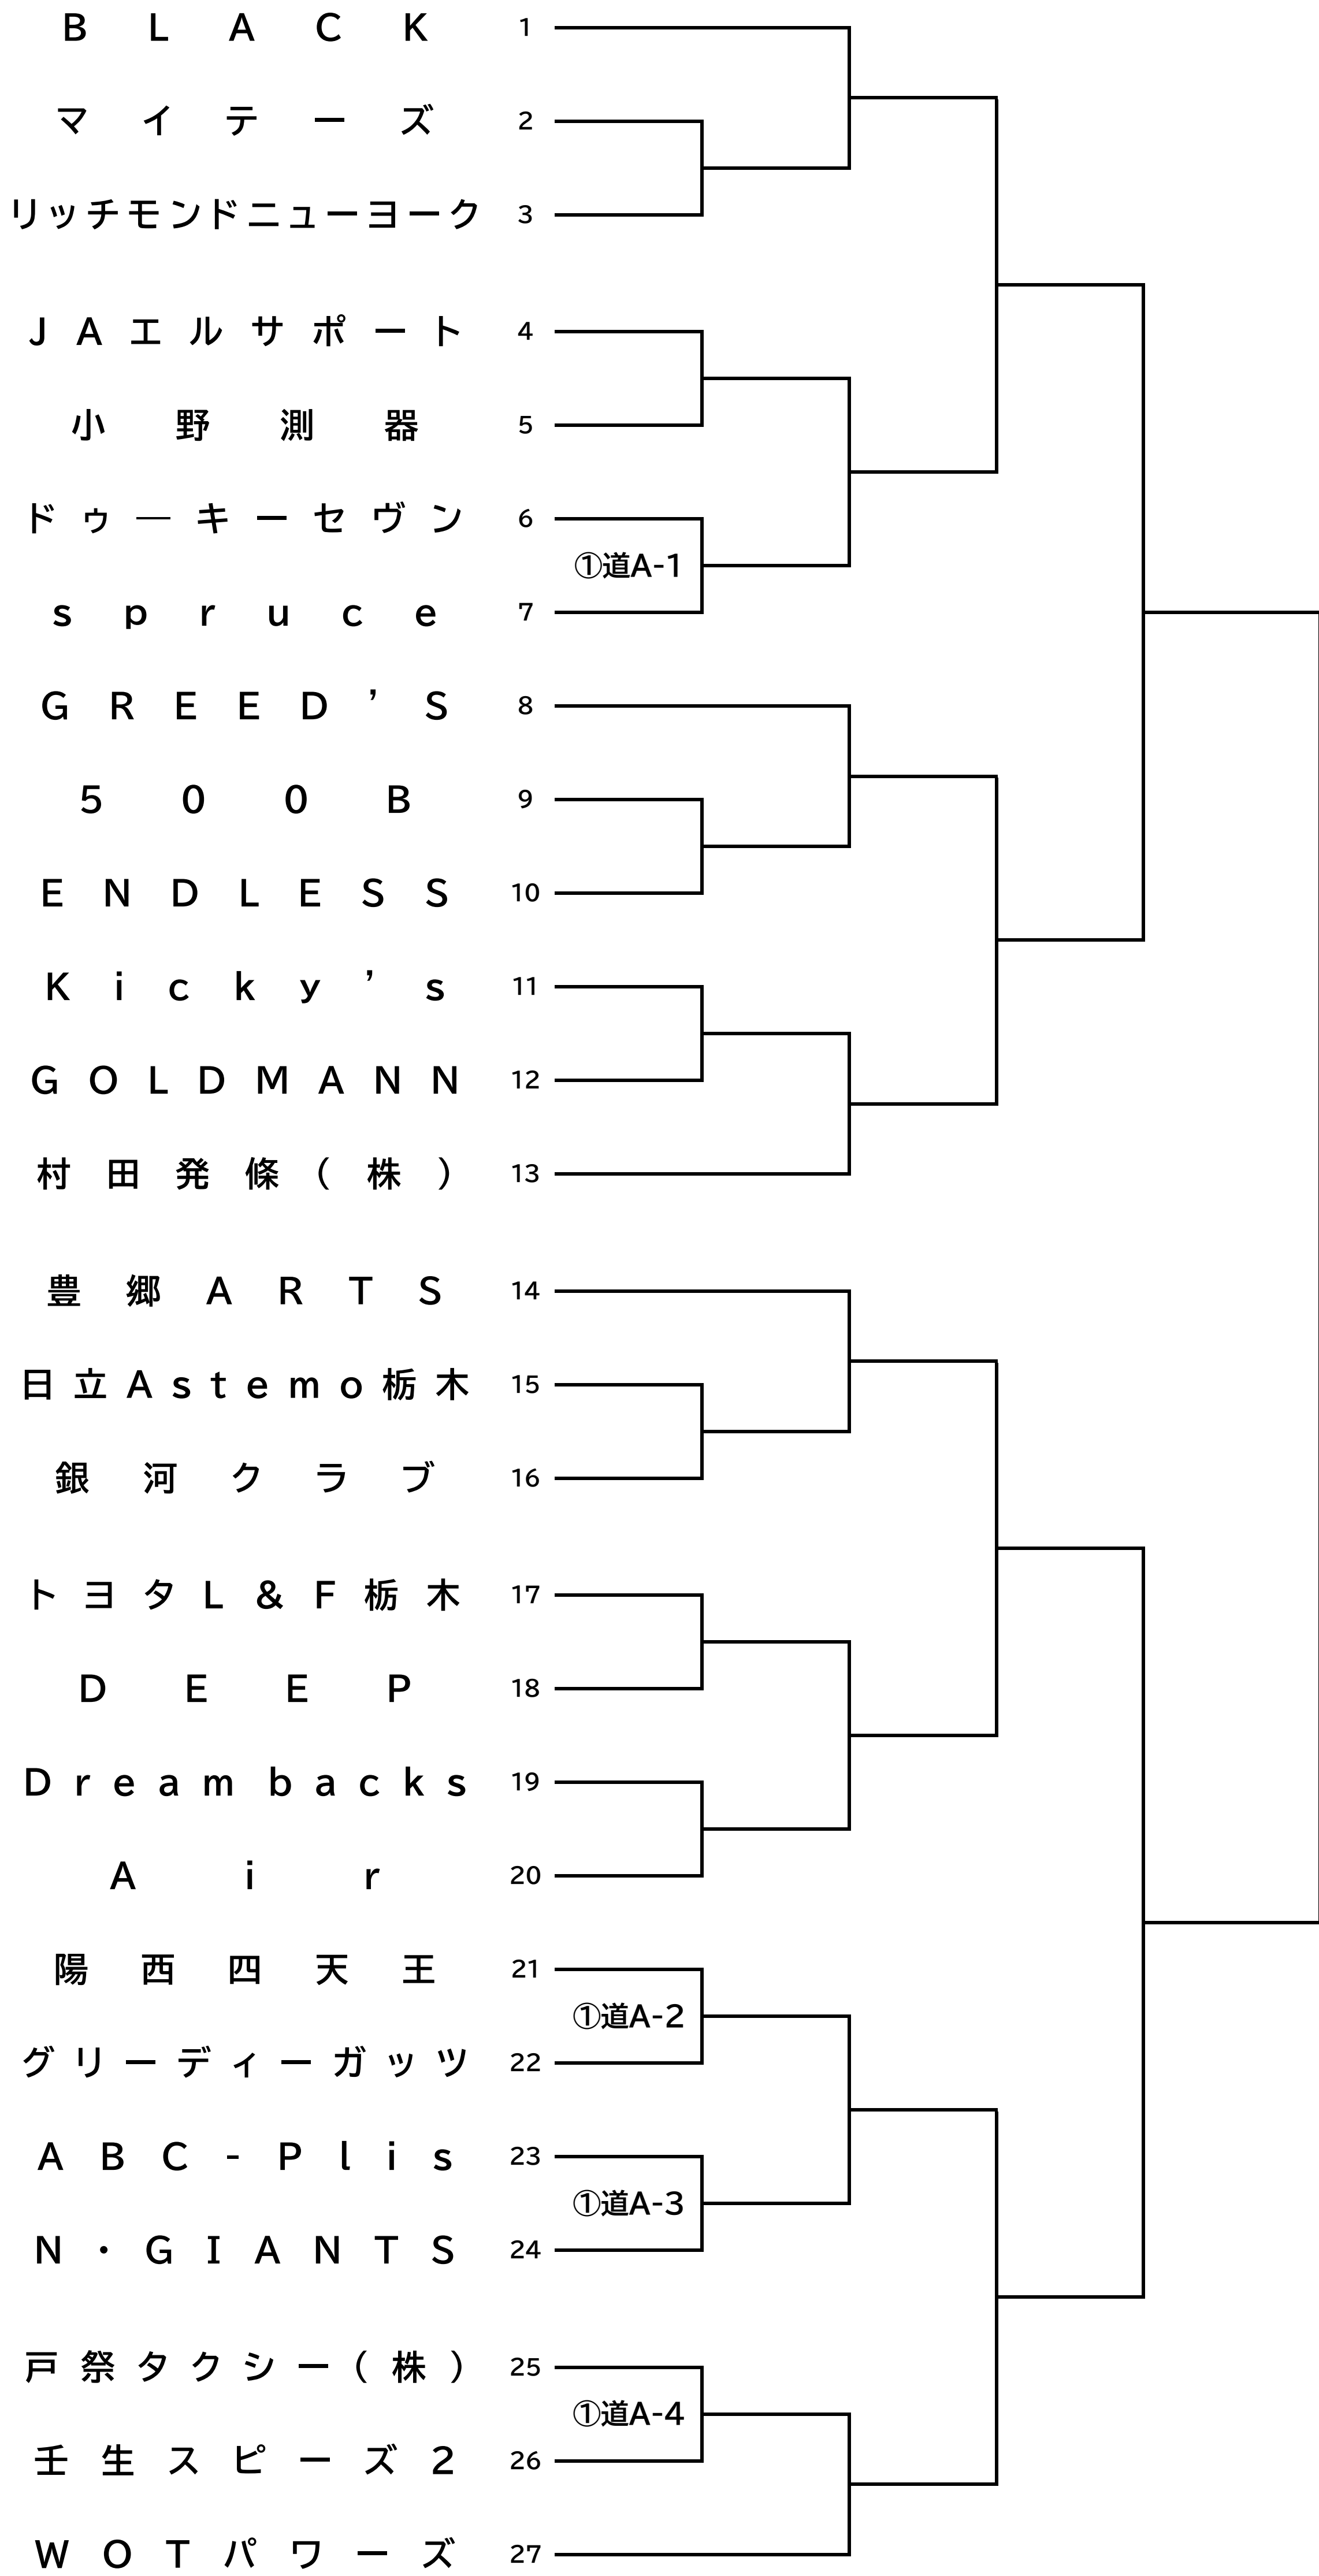 BLACK 1
マイテーズ 2
リッチモンドニューヨーク 3
JAエルサポート 4
小野測器 5
ドゥ―キーセヴン 6
①道A-1
spruce 7
GREED’S 8
500B 9
ENDLESS 10
Kicky’s 11
GOLDMANN 12
村田発條(株) 13
豊郷ARTS 14
日立Astemo栃木 15
銀河クラブ 16
トヨタL&F栃木 17
DEEP 18
Dreambacks 19
Air 20
陽西四天王 21
①道A-2
グリーディーガッツ 22
ABC-Plis 23
①道A-3
N・GIANTS 24
戸祭タクシー(株) 25
①道A-4
壬生スピーズ2 26
WOTパワーズ 27